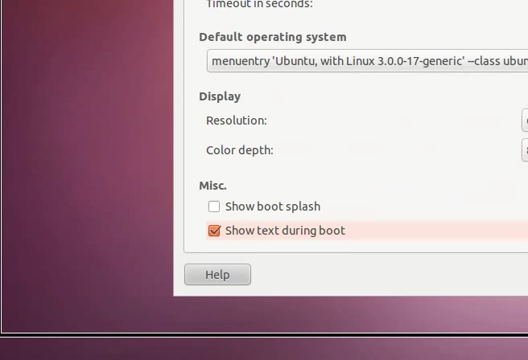 Timeout in seconds:
Default operating system
menuentry 'Ubuntu, with Linux 3.0.0-17-generic' --class ubun
Display
Resolution:
Color depth:
Misc.
Show boot splash
Show text during boot
Help